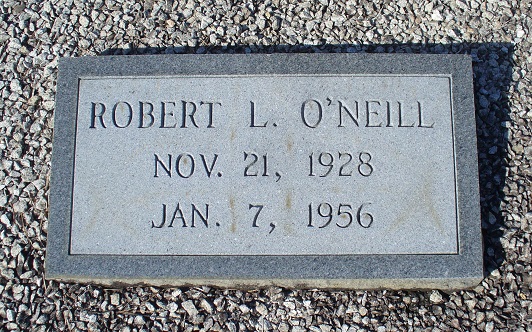 ROBERT L. O'NEILL
NOV. 21, 1928
JAN. 7, 1956